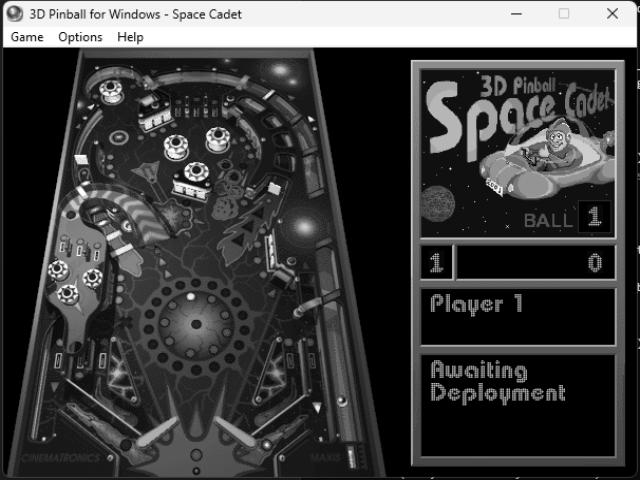 3D Pinball for Windows - Space Cadet
Game Options Help
3D Pinball
Space Cadet
BALL 1
1 0
Player 1
Awaiting
Deployment
CINEMATRONICS
MAXIS